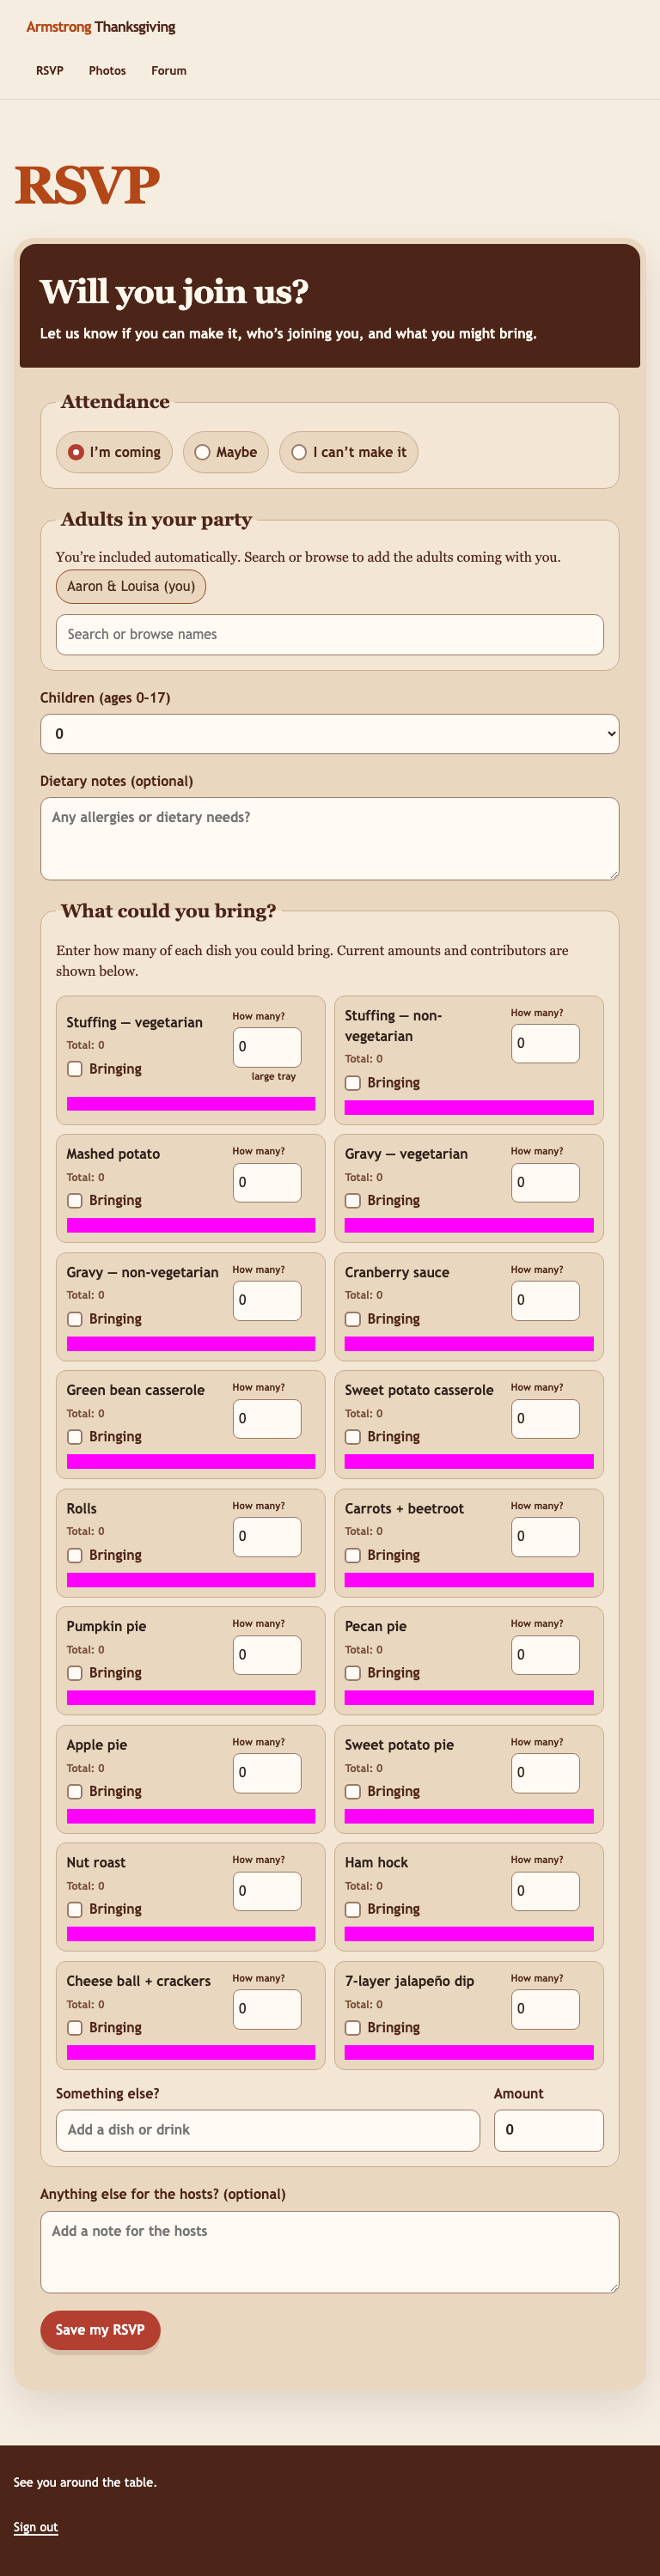 Armstrong Thanksgiving
RSVP Photos Forum
RSVP
Will you join us?
Let us know if you can make it, who’s joining you, and what you might bring.
Attendance
I’m coming Maybe I can’t make it
Adults in your party
You’re included automatically. Search or browse to add the adults coming with you.
Aaron & Louisa (you)
Search or browse names
Children (ages 0–17)
0
Dietary notes (optional)
Any allergies or dietary needs?
What could you bring?
Enter how many of each dish you could bring. Current amounts and contributors are
shown below.
Stuffing — vegetarian
Total: 0
Bringing
How many?
0
large tray
Stuffing — non-
vegetarian
Total: 0
Bringing
How many?
0
Mashed potato
Total: 0
Bringing
How many?
0
Gravy — vegetarian
Total: 0
Bringing
How many?
0
Gravy — non-vegetarian
Total: 0
Bringing
How many?
0
Cranberry sauce
Total: 0
Bringing
How many?
0
Green bean casserole
Total: 0
Bringing
How many?
0
Sweet potato casserole
Total: 0
Bringing
How many?
0
Rolls
Total: 0
Bringing
How many?
0
Carrots + beetroot
Total: 0
Bringing
How many?
0
Pumpkin pie
Total: 0
Bringing
How many?
0
Pecan pie
Total: 0
Bringing
How many?
0
Apple pie
Total: 0
Bringing
How many?
0
Sweet potato pie
Total: 0
Bringing
How many?
0
Nut roast
Total: 0
Bringing
How many?
0
Ham hock
Total: 0
Bringing
How many?
0
Cheese ball + crackers
Total: 0
Bringing
How many?
0
7-layer jalapeño dip
Total: 0
Bringing
How many?
0
Something else?
Add a dish or drink
Amount
0
Anything else for the hosts? (optional)
Add a note for the hosts
Save my RSVP
See you around the table.
Sign out